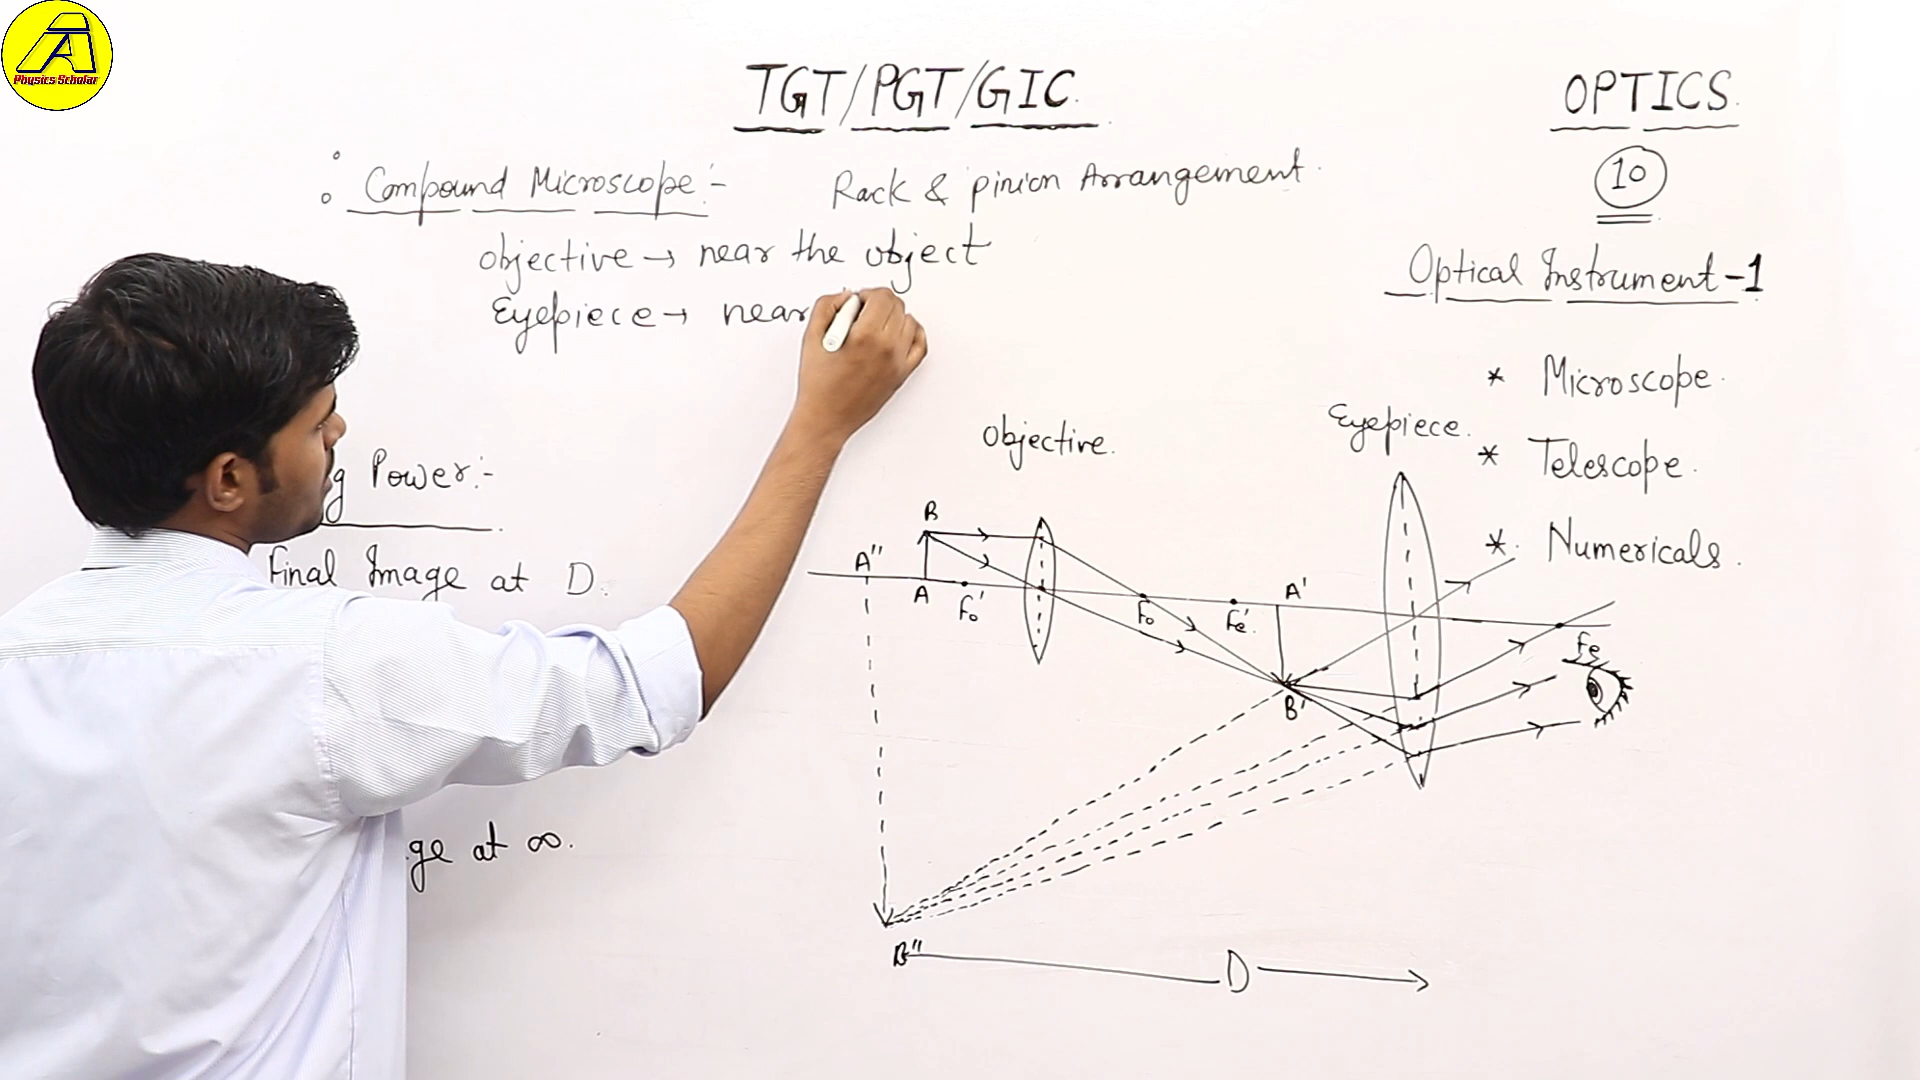 A
Physics Scholar
TGT/PGT/GIC.
OPTICS.
10
Compound Microscope:-
Rack & pinion Arrangement.
objective → near the object
Eyepiece → near
Optical Instrument-1
* Microscope.
* Telescope.
*. Numericals.
g Power:-
Final Image at D.
ge at ∞.
Objective.
Eyepiece.
B
A''
A
Fo'
Fo
Fe'.
A'
Fe
B'
B''
D